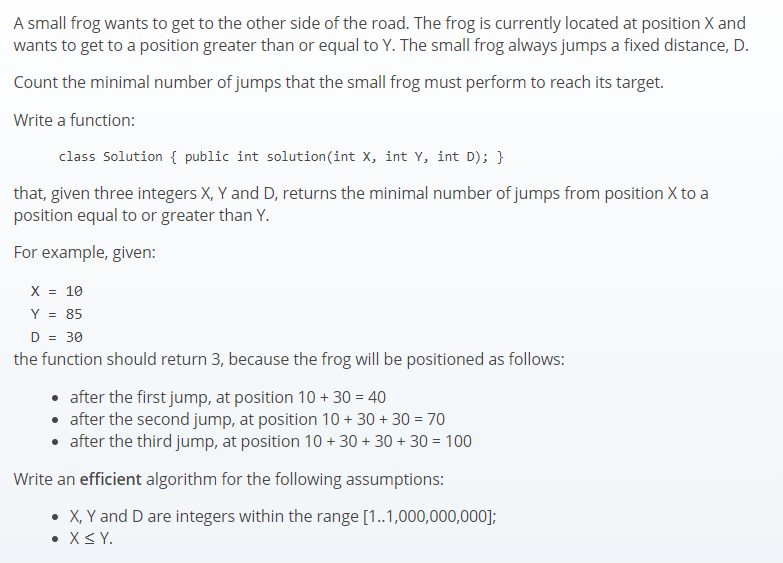 A small frog wants to get to the other side of the road. The frog is currently located at position X and
wants to get to a position greater than or equal to Y. The small frog always jumps a fixed distance, D.
Count the minimal number of jumps that the small frog must perform to reach its target.
Write a function:
class Solution { public int solution(int X, int Y, int D); }
that, given three integers X, Y and D, returns the minimal number of jumps from position X to a
position equal to or greater than Y.
For example, given:
X = 10
Y = 85
D = 30
the function should return 3, because the frog will be positioned as follows:
• after the first jump, at position 10 + 30 = 40
• after the second jump, at position 10 + 30 + 30 = 70
• after the third jump, at position 10 + 30 + 30 + 30 = 100
Write an efficient algorithm for the following assumptions:
• X, Y and D are integers within the range [1..1,000,000,000];
• X ≤ Y.